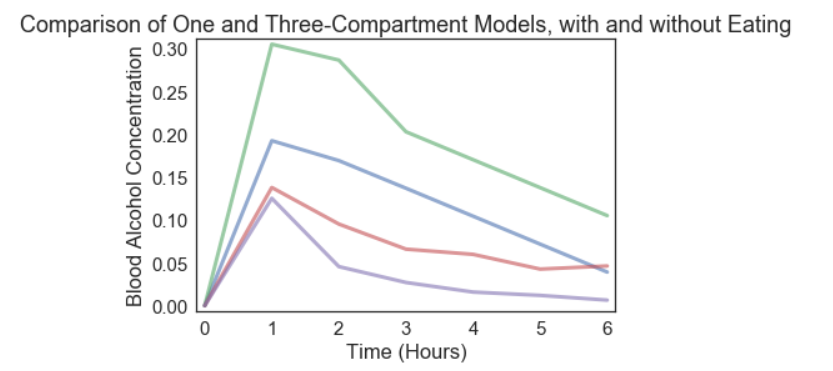 Comparison of One and Three-Compartment Models, with and without Eating
Blood Alcohol Concentration
0.30
0.25
0.20
0.15
0.10
0.05
0.00
0 1 2 3 4 5 6
Time (Hours)